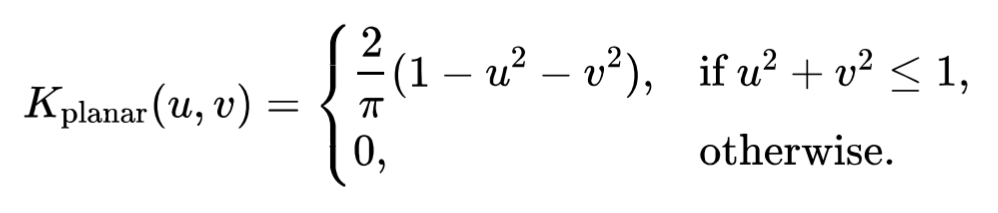 K_planar(u, v) = { 2/π (1 − u² − v²), if u² + v² ≤ 1,
0, otherwise.